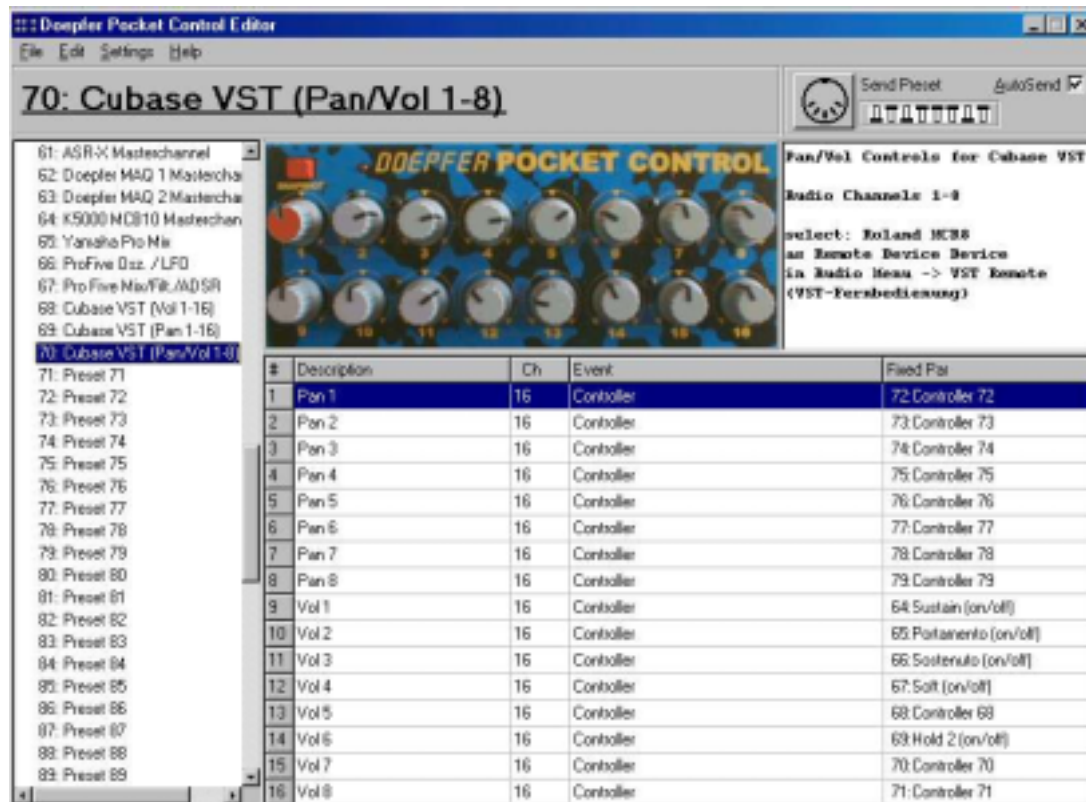 Doepfer Pocket Control Editor
File Edit Settings Help
70: Cubase VST (Pan/Vol 1-8)
Send Preset AutoSend
61: ASR-X Masterchannel
62: Doepfer MAQ 1 Masterchar
63: Doepfer MAQ 2 Masterchar
64: K5000 MCB10 Masterchan
65: Yamaha Pro Mix
66: ProFive Osz. / LFO
67: Pro Five Mix/Filt./ADSR
68: Cubase VST (Vol 1-16)
69: Cubase VST (Pan 1-16)
70: Cubase VST (Pan/Vol 1-8)
71: Preset 71
72: Preset 72
73: Preset 73
74: Preset 74
75: Preset 75
76: Preset 76
77: Preset 77
78: Preset 78
79: Preset 79
80: Preset 80
81: Preset 81
82: Preset 82
83: Preset 83
84: Preset 84
85: Preset 85
86: Preset 86
87: Preset 87
88: Preset 88
89: Preset 89
DOEPFER POCKET CONTROL
1 2 3 4 5 6 7 8
9 10 11 12 13 14 15 16
Pan/Vol Controls for Cubase VST
Audio Channels 1-8
select: Roland MCR8
as Remote Device Device
in Audio Menu -> VST Remote
(VST-Fernbedienung)
# Description Ch Event Fixed Par
1 Pan 1 16 Controller 72:Controller 72
2 Pan 2 16 Controller 73:Controller 73
3 Pan 3 16 Controller 74:Controller 74
4 Pan 4 16 Controller 75:Controller 75
5 Pan 5 16 Controller 76:Controller 76
6 Pan 6 16 Controller 77:Controller 77
7 Pan 7 16 Controller 78:Controller 78
8 Pan 8 16 Controller 79:Controller 79
9 Vol 1 16 Controller 64:Sustain (on/off)
10 Vol 2 16 Controller 65:Portamento (on/off)
11 Vol 3 16 Controller 66:Sostenuto (on/off)
12 Vol 4 16 Controller 67:Soft (on/off)
13 Vol 5 16 Controller 68:Controller 68
14 Vol 6 16 Controller 69:Hold 2 (on/off)
15 Vol 7 16 Controller 70:Controller 70
16 Vol 8 16 Controller 71:Controller 71